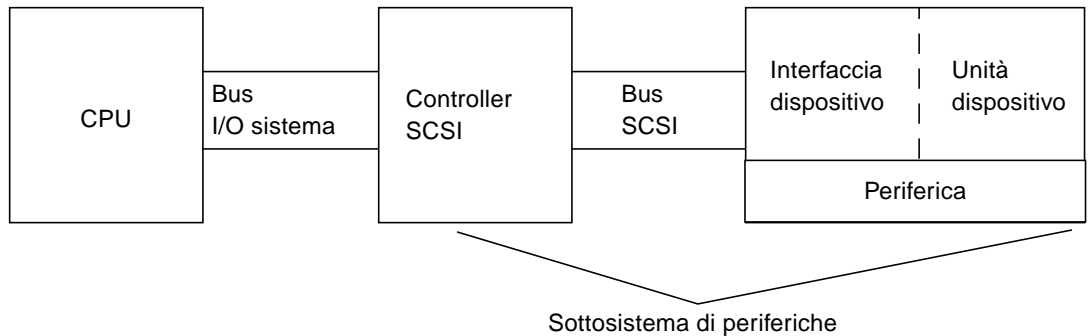 CPU
Bus
I/O sistema
Controller
SCSI
Bus
SCSI
Interfaccia
dispositivo
Unità
dispositivo
Periferica
Sottosistema di periferiche